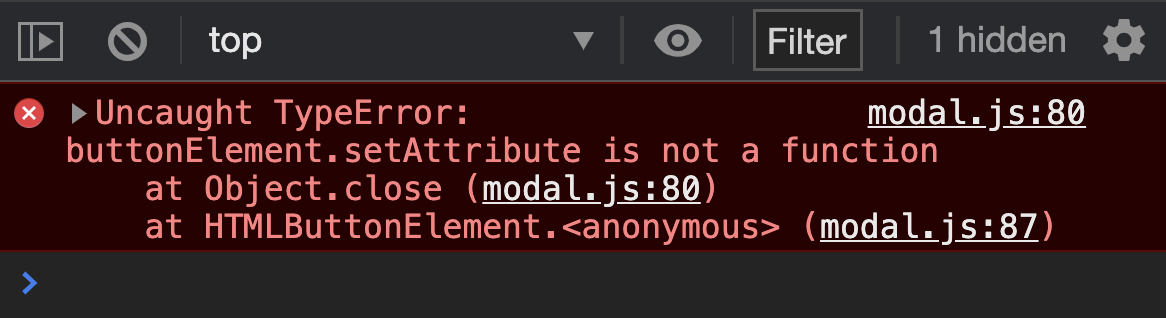 top ▼ Filter 1 hidden
Uncaught TypeError: modal.js:80
buttonElement.setAttribute is not a function
at Object.close (modal.js:80)
at HTMLButtonElement.<anonymous> (modal.js:87)